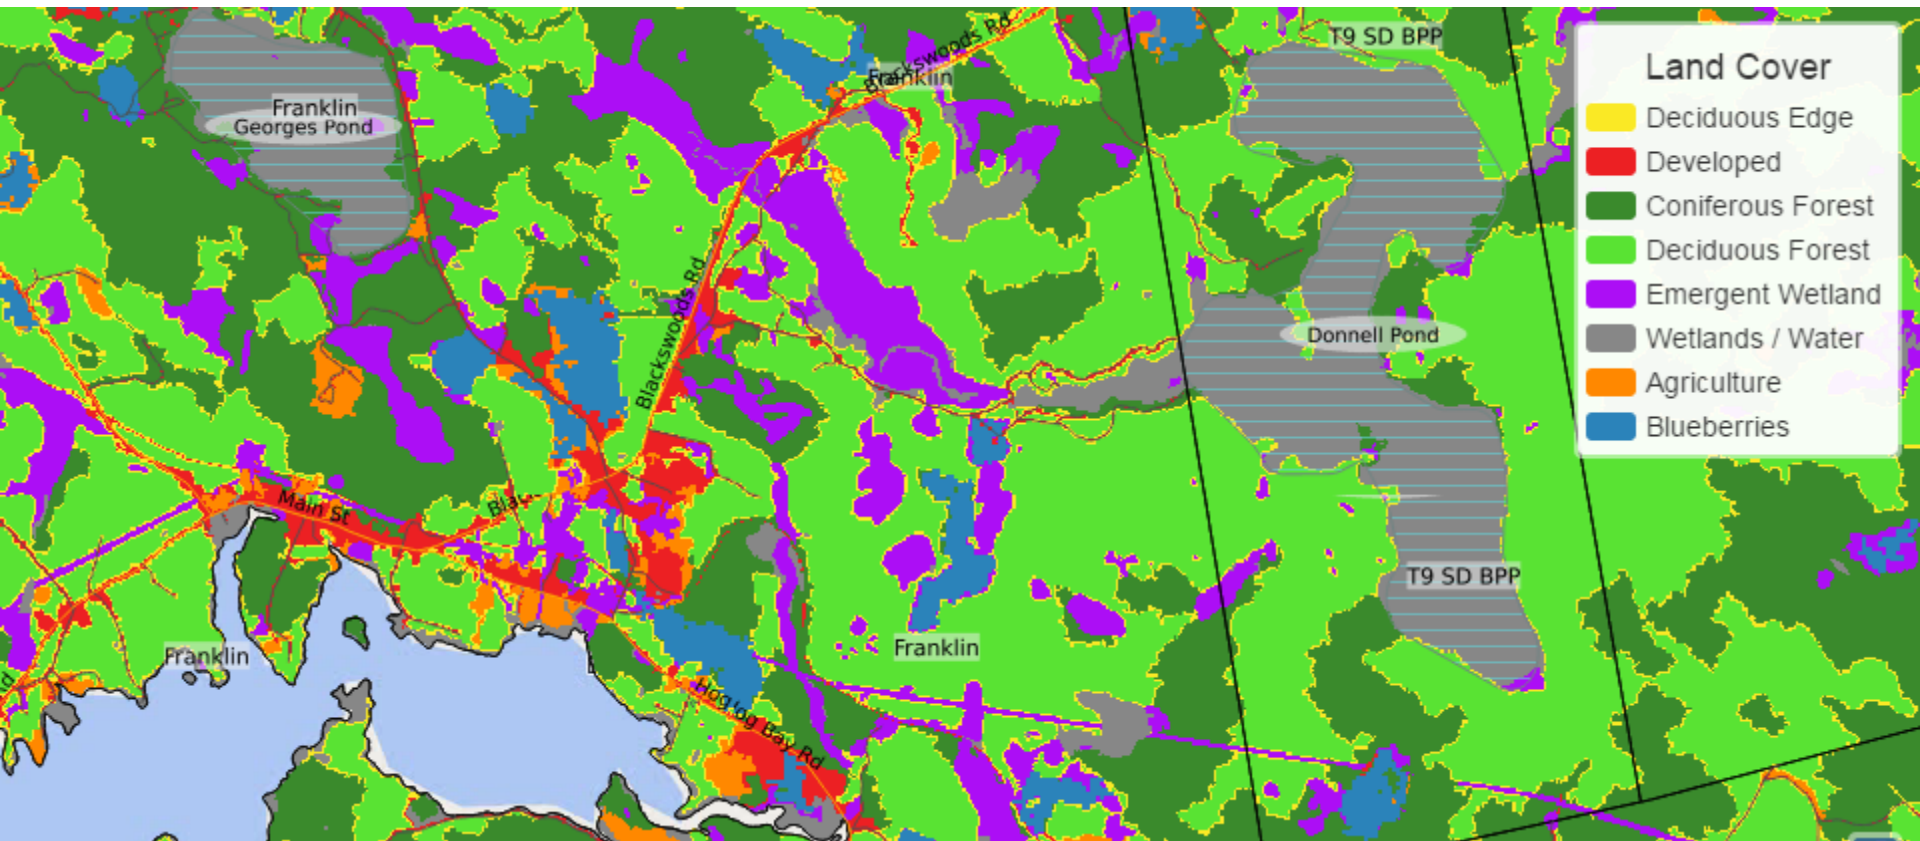 Blackswoods Rd
Franklin
T9 SD BPP
Franklin
Georges Pond
Blackswoods Rd
Donnell Pond
Main St
T9 SD BPP
Franklin
Franklin
Hog'og Bay Rd
Land Cover
Deciduous Edge
Developed
Coniferous Forest
Deciduous Forest
Emergent Wetland
Wetlands / Water
Agriculture
Blueberries